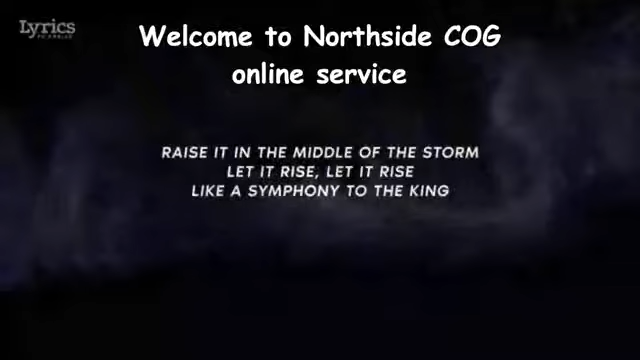 Lyrics
Welcome to Northside COG
online service
RAISE IT IN THE MIDDLE OF THE STORM
LET IT RISE, LET IT RISE
LIKE A SYMPHONY TO THE KING